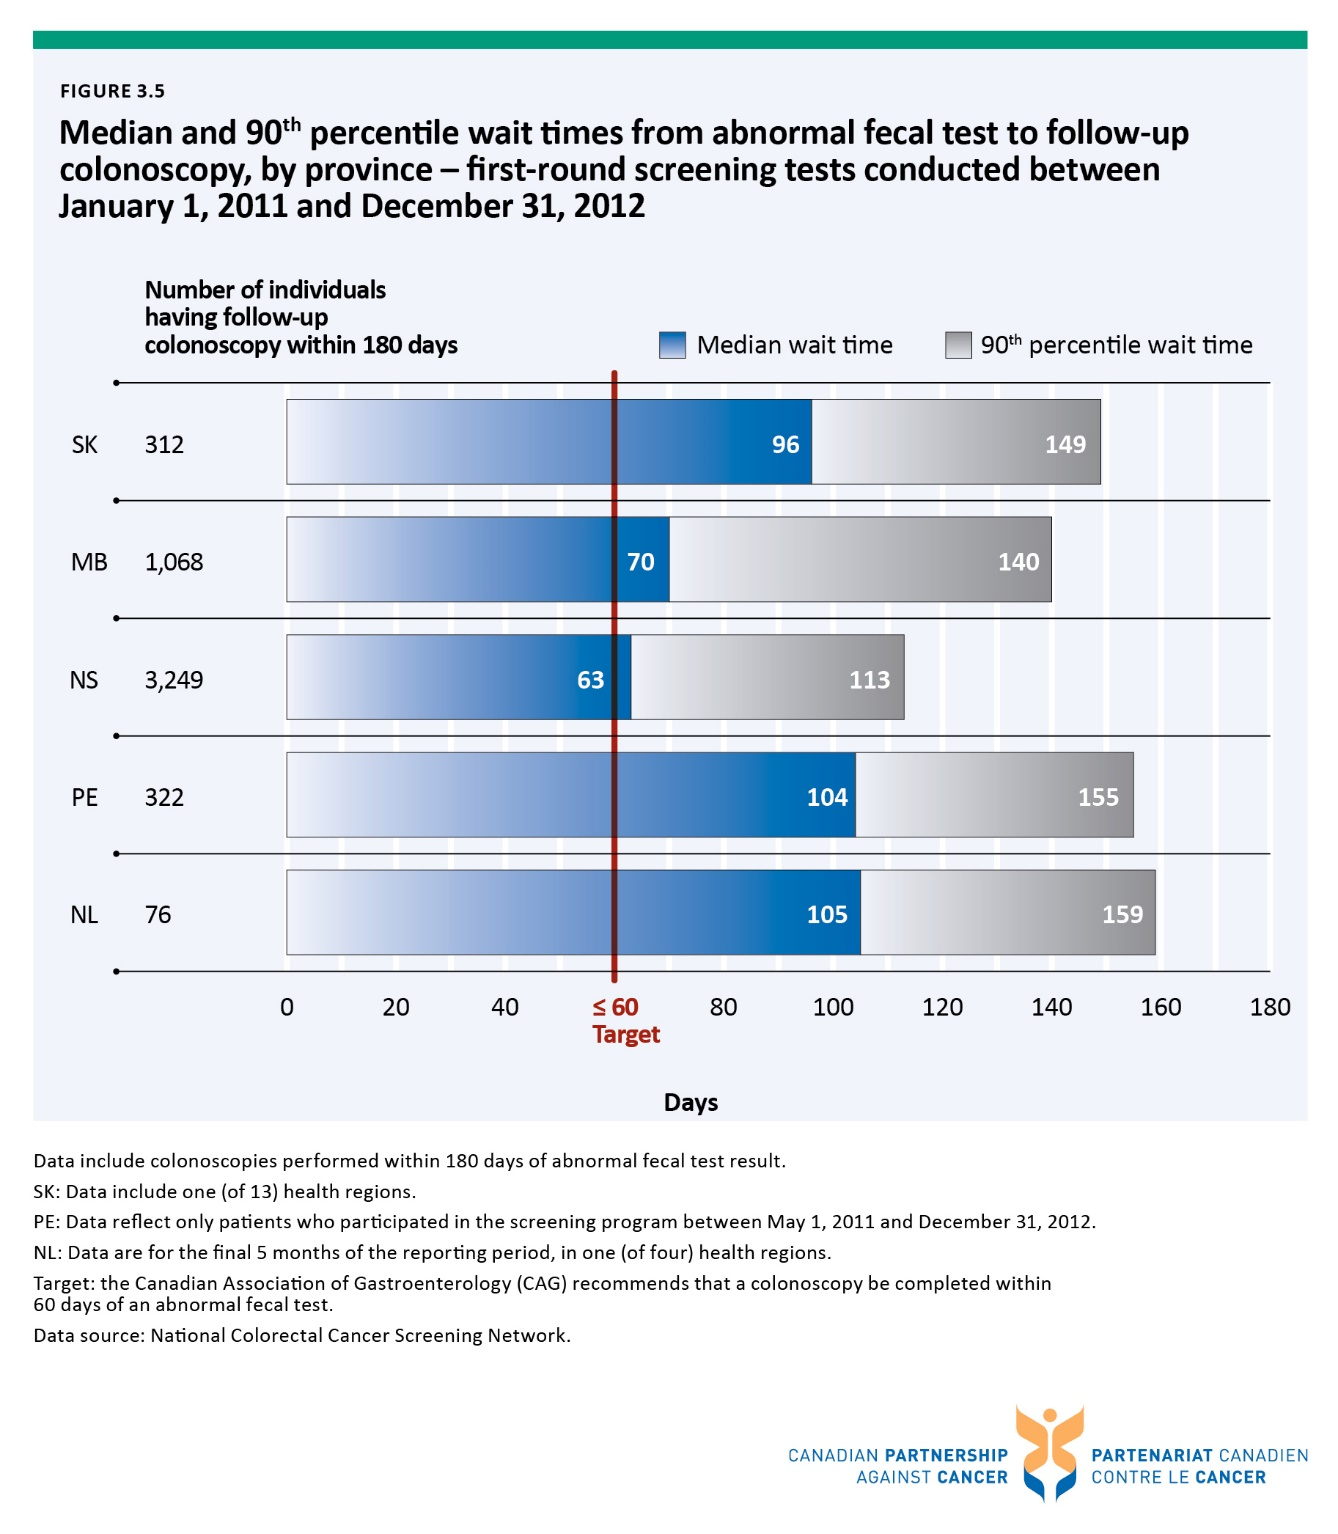 FIGURE 3.5
Median and 90th percentile wait times from abnormal fecal test to follow-up
colonoscopy, by province – first-round screening tests conducted between
January 1, 2011 and December 31, 2012
Number of individuals
having follow-up
colonoscopy within 180 days
Median wait time
90th percentile wait time
SK 312 96 149
MB 1,068 70 140
NS 3,249 63 113
PE 322 104 155
NL 76 105 159
0 20 40 ≤ 60 80 100 120 140 160 180
Target
Days
Data include colonoscopies performed within 180 days of abnormal fecal test result.
SK: Data include one (of 13) health regions.
PE: Data reflect only patients who participated in the screening program between May 1, 2011 and December 31, 2012.
NL: Data are for the final 5 months of the reporting period, in one (of four) health regions.
Target: the Canadian Association of Gastroenterology (CAG) recommends that a colonoscopy be completed within
60 days of an abnormal fecal test.
Data source: National Colorectal Cancer Screening Network.
CANADIAN PARTNERSHIP
AGAINST CANCER
PARTENARIAT CANADIEN
CONTRE LE CANCER